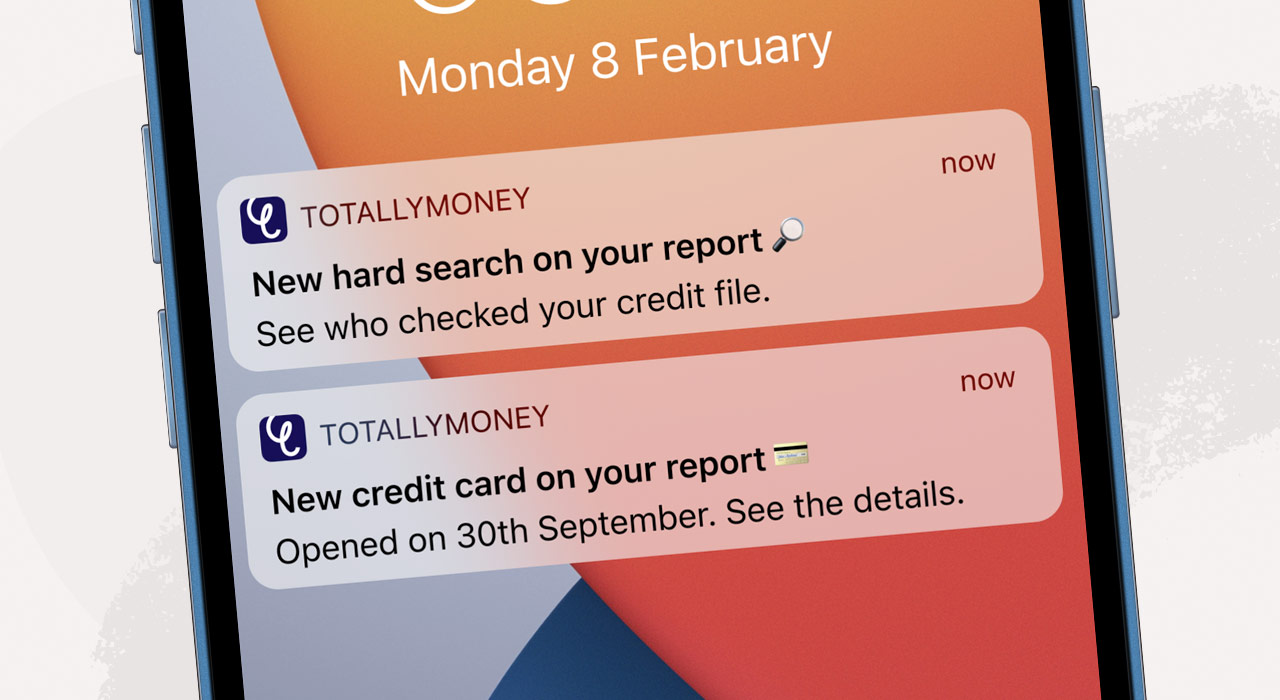 Monday 8 February
TOTALLYMONEY
now
New hard search on your report
See who checked your credit file.
TOTALLYMONEY
now
New credit card on your report
Opened on 30th September. See the details.